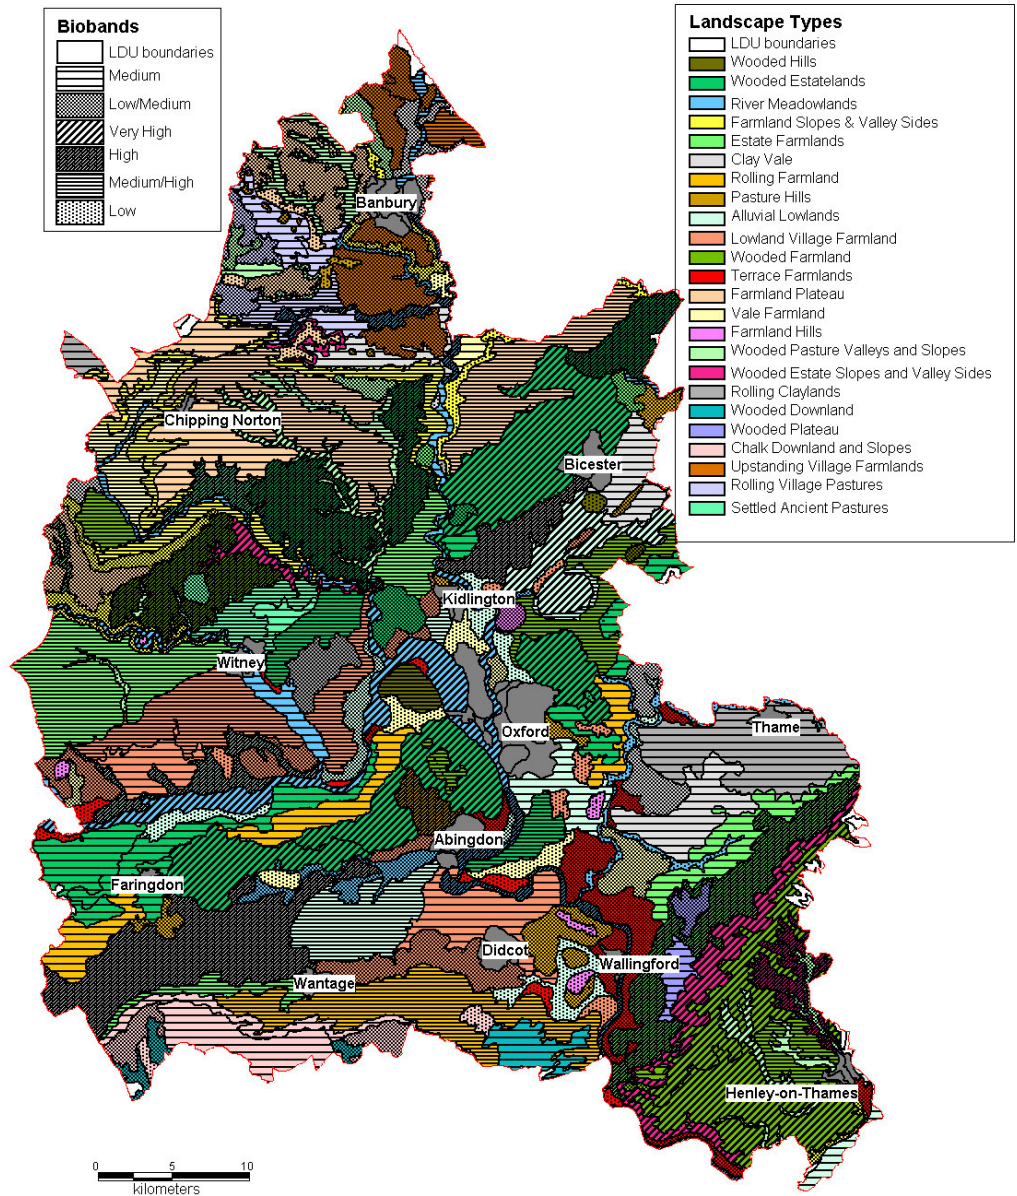 Biobands
LDU boundaries
Medium
Low/Medium
Very High
High
Medium/High
Low
Landscape Types
LDU boundaries
Wooded Hills
Wooded Estatelands
River Meadowlands
Farmland Slopes & Valley Sides
Estate Farmlands
Clay Vale
Rolling Farmland
Pasture Hills
Alluvial Lowlands
Lowland Village Farmland
Wooded Farmland
Terrace Farmlands
Farmland Plateau
Vale Farmland
Farmland Hills
Wooded Pasture Valleys and Slopes
Wooded Estate Slopes and Valley Sides
Rolling Claylands
Wooded Downland
Wooded Plateau
Chalk Downland and Slopes
Upstanding Village Farmlands
Rolling Village Pastures
Settled Ancient Pastures
Banbury
Chipping Norton
Bicester
Kidlington
Witney
Oxford
Thame
Abingdon
Faringdon
Didcot
Wallingford
Wantage
Henley-on-Thames
0 5 10
kilometers